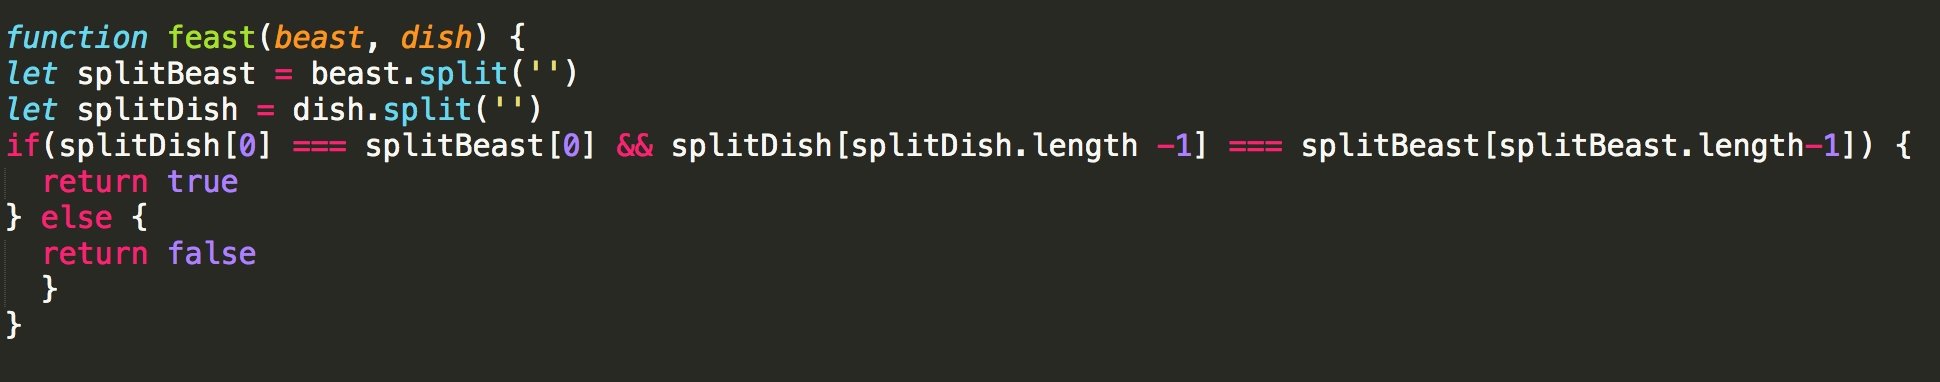 function feast(beast, dish) {
let splitBeast = beast.split('')
let splitDish = dish.split('')
if(splitDish[0] === splitBeast[0] && splitDish[splitDish.length -1] === splitBeast[splitBeast.length-1]) {
  return true
} else {
  return false
  }
}